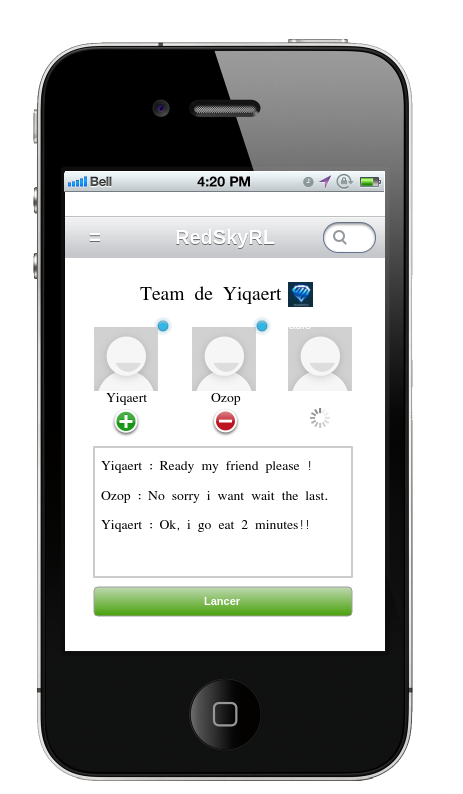 Bell 4:20 PM
= RedSkyRL
Team de Yiqaert
Yiqaert Ozop
Yiqaert : Ready my friend please !
Ozop : No sorry i want wait the last.
Yiqaert : Ok, i go eat 2 minutes!!
Lancer